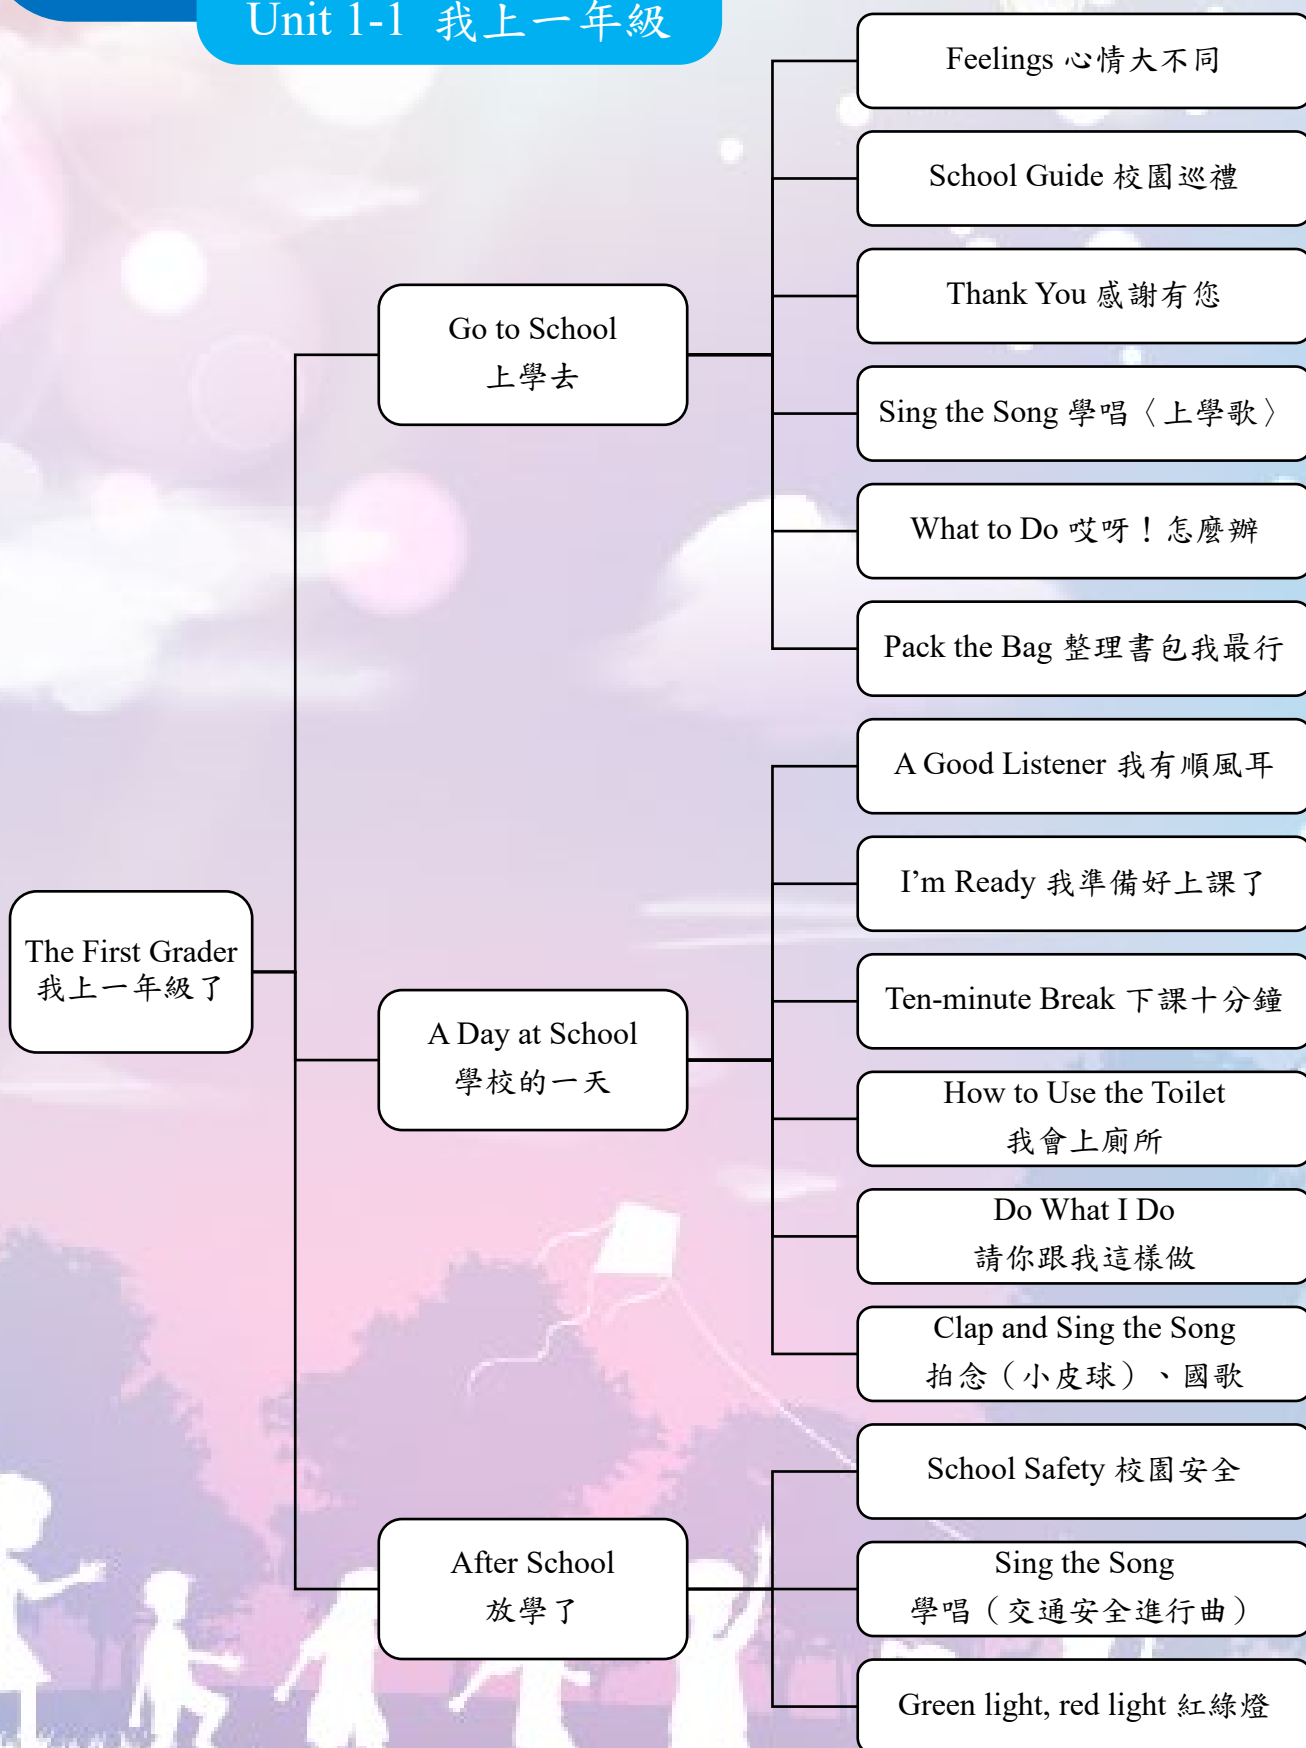 Unit 1-1 我上一年級
Feelings 心情大不同
School Guide 校園巡禮
Thank You 感謝有您
Go to School
上學去
Sing the Song 學唱〈上學歌〉
What to Do 哎呀！怎麼辦
Pack the Bag 整理書包我最行
A Good Listener 我有順風耳
I’m Ready 我準備好上課了
The First Grader
我上一年級了
Ten-minute Break 下課十分鐘
A Day at School
學校的一天
How to Use the Toilet
我會上廁所
Do What I Do
請你跟我這樣做
Clap and Sing the Song
拍念（小皮球）、國歌
School Safety 校園安全
After School
放學了
Sing the Song
學唱（交通安全進行曲）
Green light, red light 紅綠燈